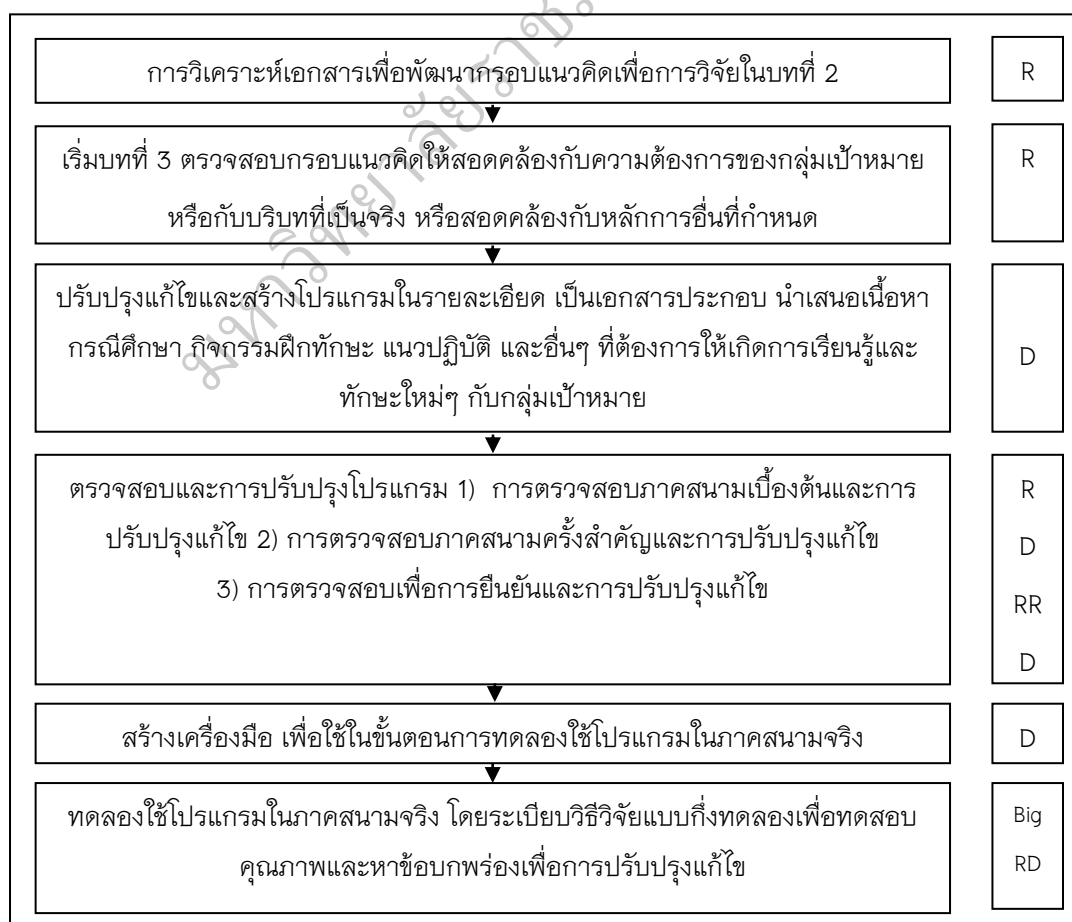 การวิเคราะห์เอกสารเพื่อพัฒนากรอบแนวคิดเพื่อการวิจัยในบทที่ 2
R
เริ่มบทที่ 3 ตรวจสอบกรอบแนวคิดให้สอดคล้องกับความต้องการของกลุ่มเป้าหมาย
หรือกับบริบทที่เป็นจริง หรือสอดคล้องกับหลักการอื่นที่กำหนด
R
ปรับปรุงแก้ไขและสร้างโปรแกรมในรายละเอียด เป็นเอกสารประกอบ นำเสนอเนื้อหา
กรณีศึกษา กิจกรรมฝึกทักษะ แนวปฏิบัติ และอื่นๆ ที่ต้องการให้เกิดการเรียนรู้และ
ทักษะใหม่ๆ กับกลุ่มเป้าหมาย
D
ตรวจสอบและการปรับปรุงโปรแกรม 1) การตรวจสอบภาคสนามเบื้องต้นและการ
ปรับปรุงแก้ไข 2) การตรวจสอบภาคสนามครั้งสำคัญและการปรับปรุงแก้ไข
3) การตรวจสอบเพื่อการยืนยันและการปรับปรุงแก้ไข
R
D
RR
D
สร้างเครื่องมือ เพื่อใช้ในขั้นตอนการทดลองใช้โปรแกรมในภาคสนามจริง
D
ทดลองใช้โปรแกรมในภาคสนามจริง โดยระเบียบวิธีวิจัยแบบกึ่งทดลองเพื่อทดสอบ
คุณภาพและหาข้อบกพร่องเพื่อการปรับปรุงแก้ไข
Big
RD
มหาวิทยาลัยราช